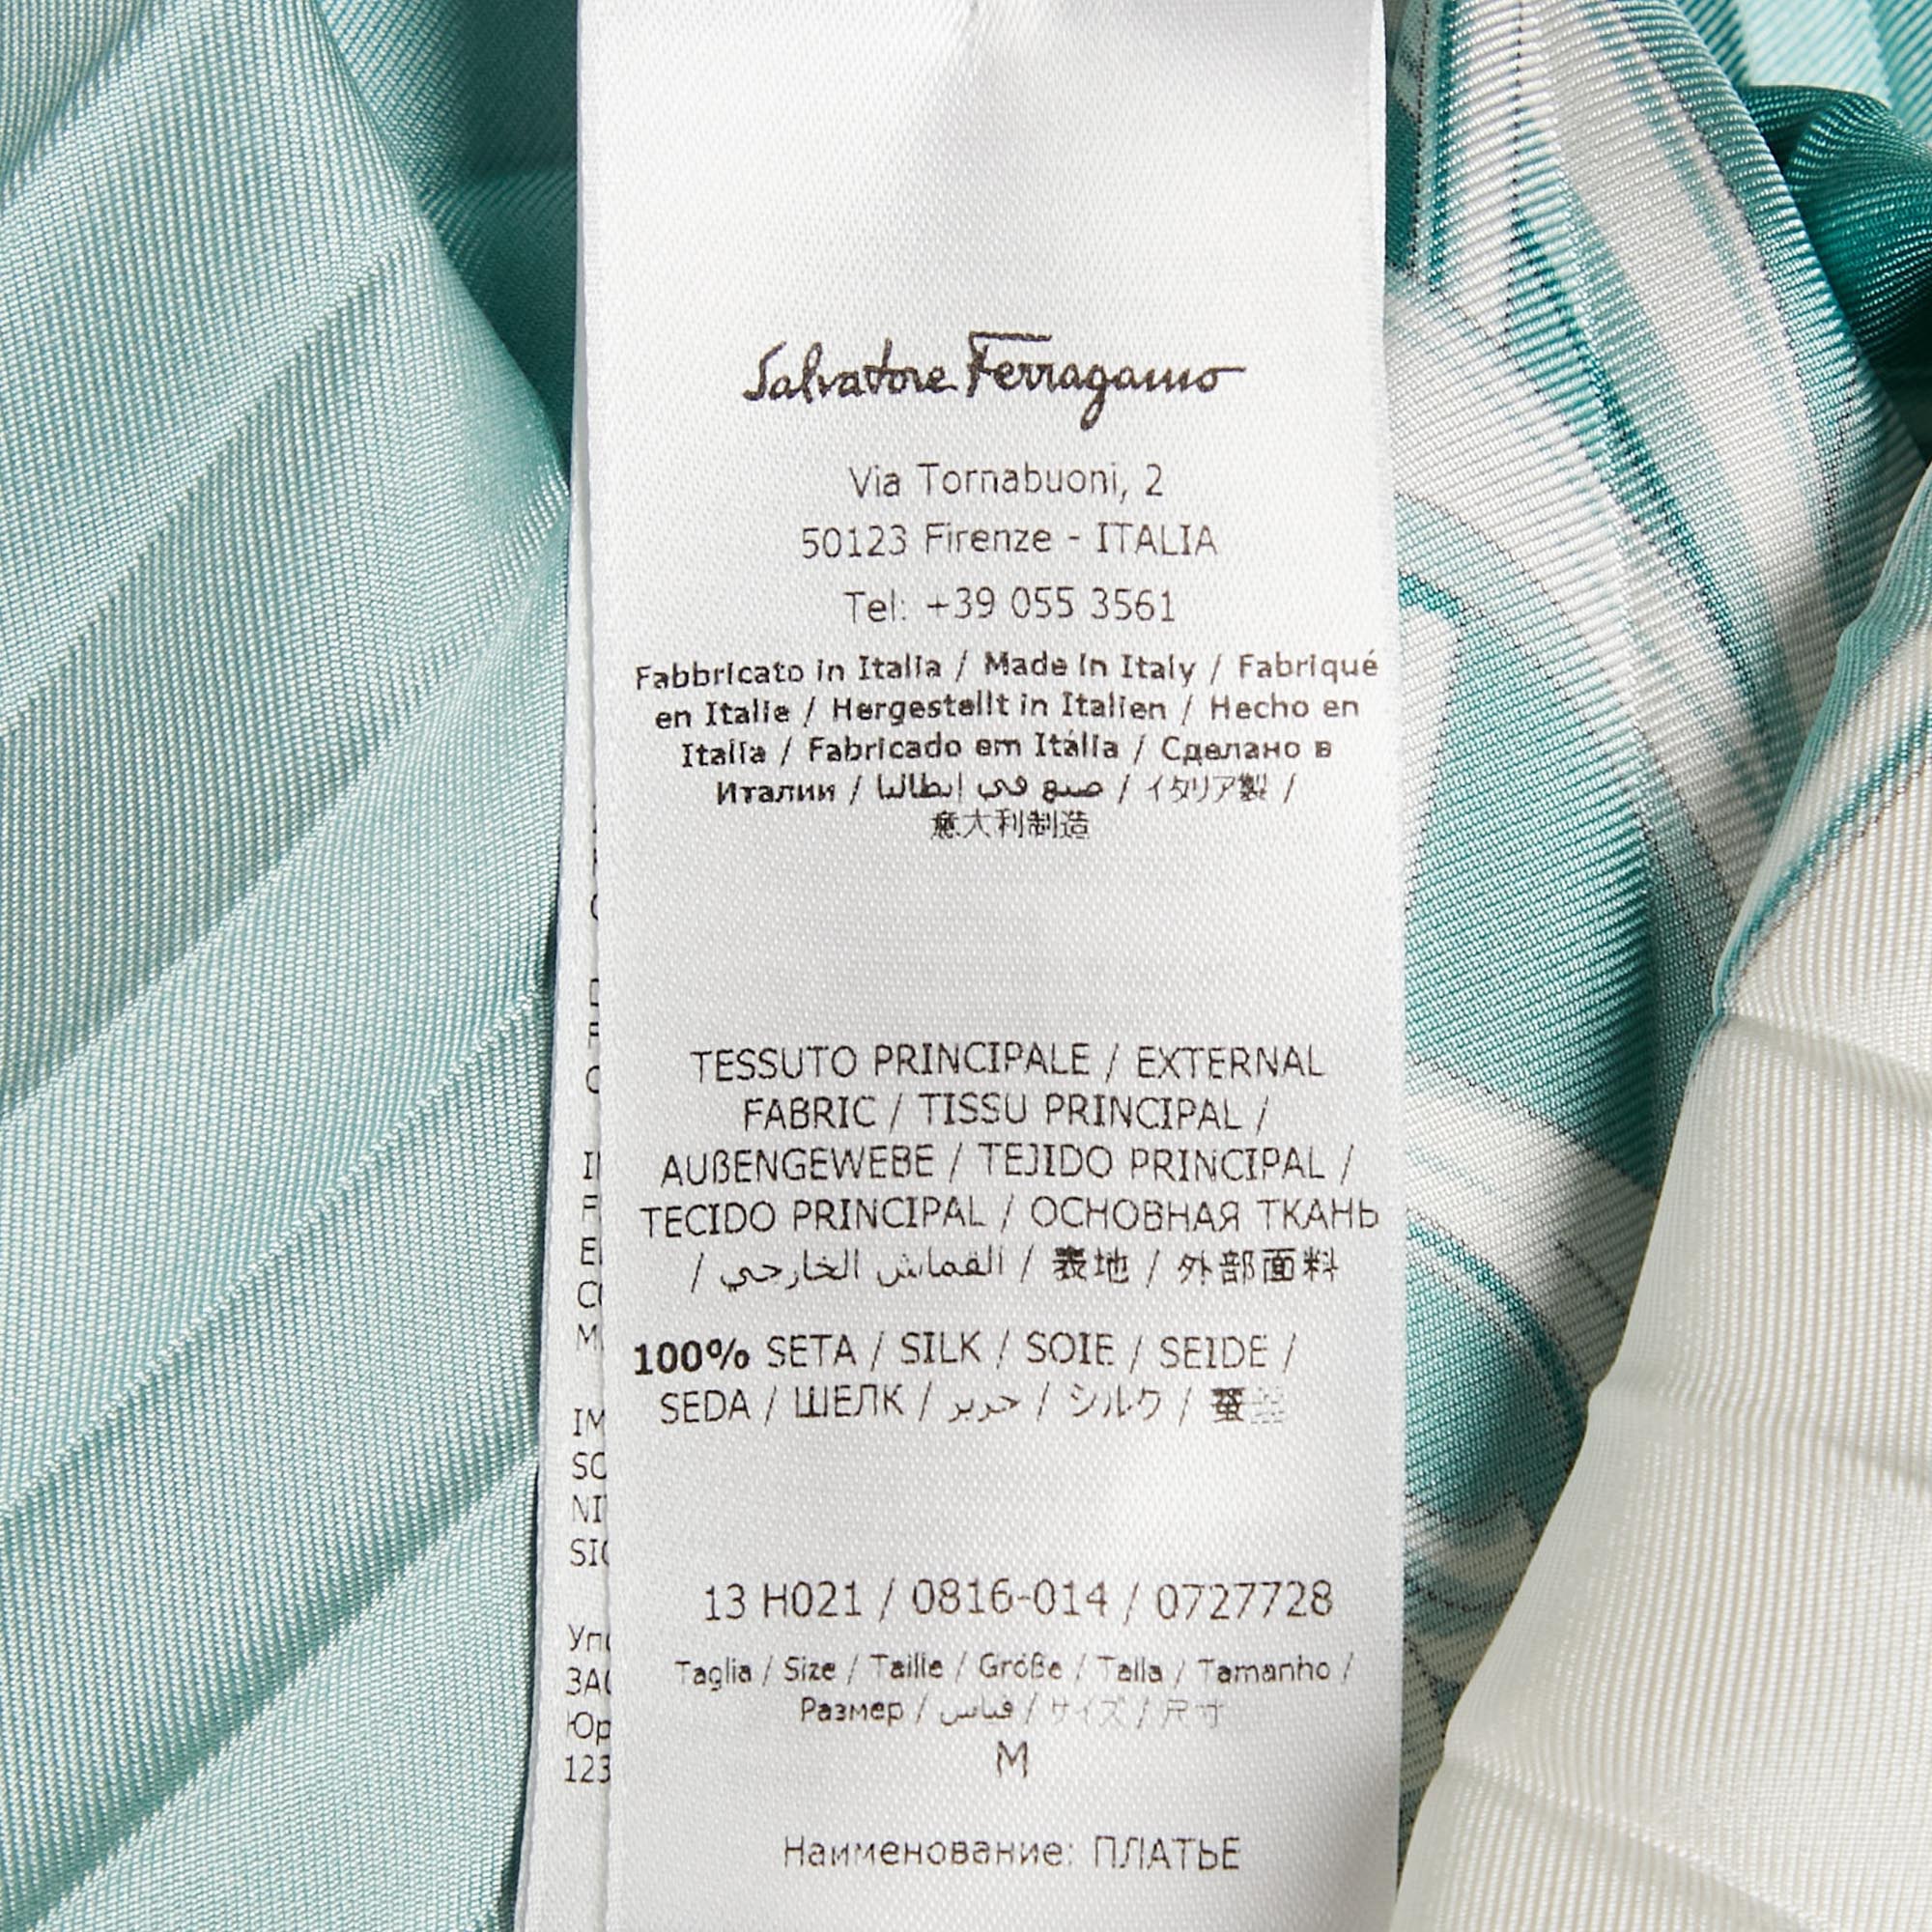 Salvatore Ferragamo
Via Tornabuoni, 2
50123 Firenze - ITALIA
Tel: +39 055 3561
Fabbricato in Italia / Made in Italy / Fabriqué
en Italie / Hergestellt in Italien / Hecho en
Italia / Fabricado em Itália / Сделано в
Италии / صنع في إيطاليا / イタリア製 /
意大利制造
TESSUTO PRINCIPALE / EXTERNAL
FABRIC / TISSU PRINCIPAL /
AUßENGEWEBE / TEJIDO PRINCIPAL /
TECIDO PRINCIPAL / ОСНОВНАЯ ТКАНЬ
/ القماش الخارجي / 表地 / 外部面料
100% SETA / SILK / SOIE / SEIDE /
SEDA / ШЕЛК / حرير / シルク /
13 H021 / 0816-014 / 0727728
Taglia / Size / Taille / Größe / Talla / Tamanho /
Размер / قياس / サイズ / 尺寸
M
Наименование: ПЛАТЬЕ